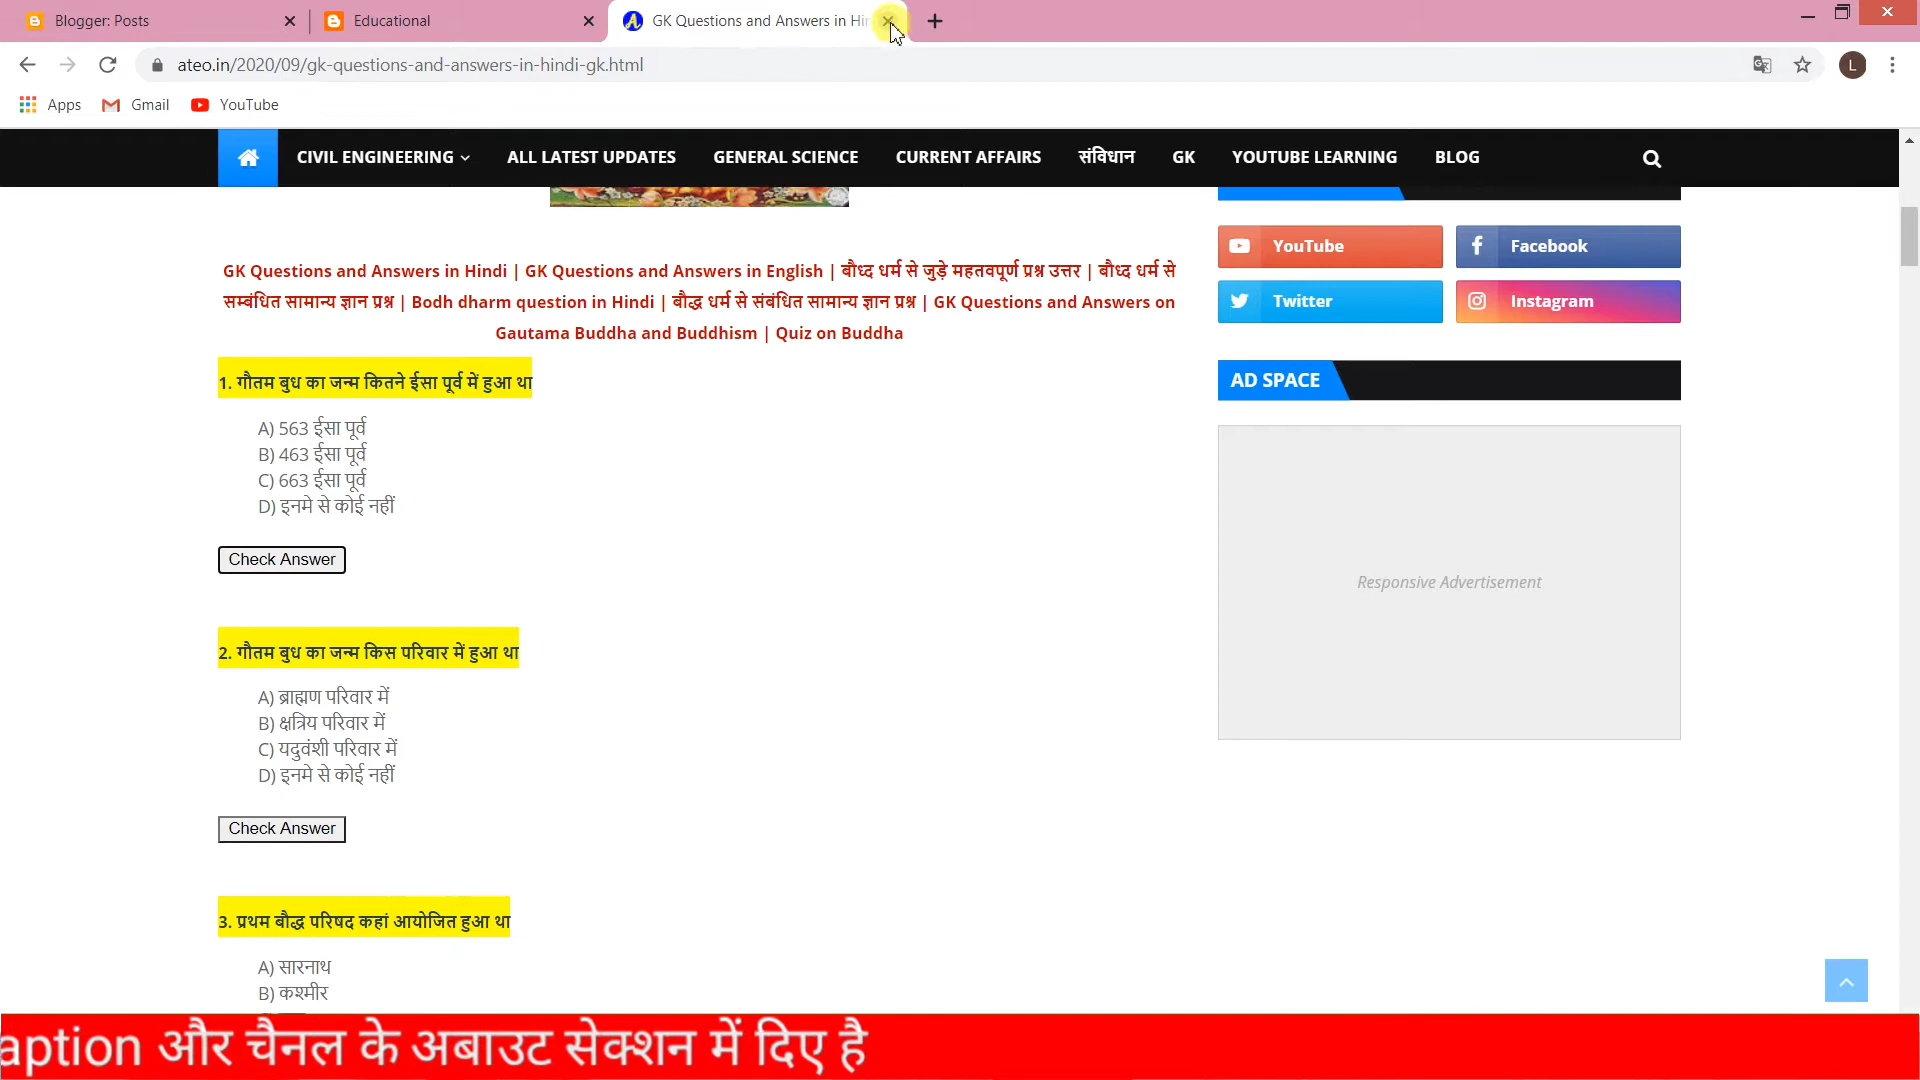 Blogger: Posts
Educational
GK Questions and Answers in Hin
ateo.in/2020/09/gk-questions-and-answers-in-hindi-gk.html
L
Apps
Gmail
YouTube
CIVIL ENGINEERING
ALL LATEST UPDATES
GENERAL SCIENCE
CURRENT AFFAIRS
संविधान
GK
YOUTUBE LEARNING
BLOG
GK Questions and Answers in Hindi | GK Questions and Answers in English | बौध्द धर्म से जुड़े महतवपूर्ण प्रश्न उत्तर | बौध्द धर्म से
सम्बंधित सामान्य ज्ञान प्रश्न | Bodh dharm question in Hindi | बौद्ध धर्म से संबंधित सामान्य ज्ञान प्रश्न | GK Questions and Answers on
Gautama Buddha and Buddhism | Quiz on Buddha
1. गौतम बुध का जन्म कितने ईसा पूर्व में हुआ था
A) 563 ईसा पूर्व
B) 463 ईसा पूर्व
C) 663 ईसा पूर्व
D) इनमे से कोई नहीं
Check Answer
2. गौतम बुध का जन्म किस परिवार में हुआ था
A) ब्राह्मण परिवार में
B) क्षत्रिय परिवार में
C) यदुवंशी परिवार में
D) इनमे से कोई नहीं
Check Answer
3. प्रथम बौद्ध परिषद कहां आयोजित हुआ था
A) सारनाथ
B) कश्मीर
YouTube
Facebook
Twitter
Instagram
AD SPACE
Responsive Advertisement
aption और चैनल के अबाउट सेक्शन में दिए है